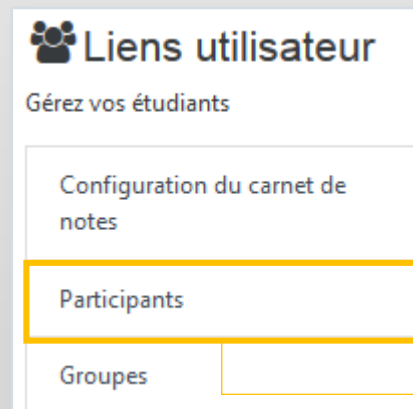 Liens utilisateur
Gérez vos étudiants
Configuration du carnet de
notes
Participants
Groupes